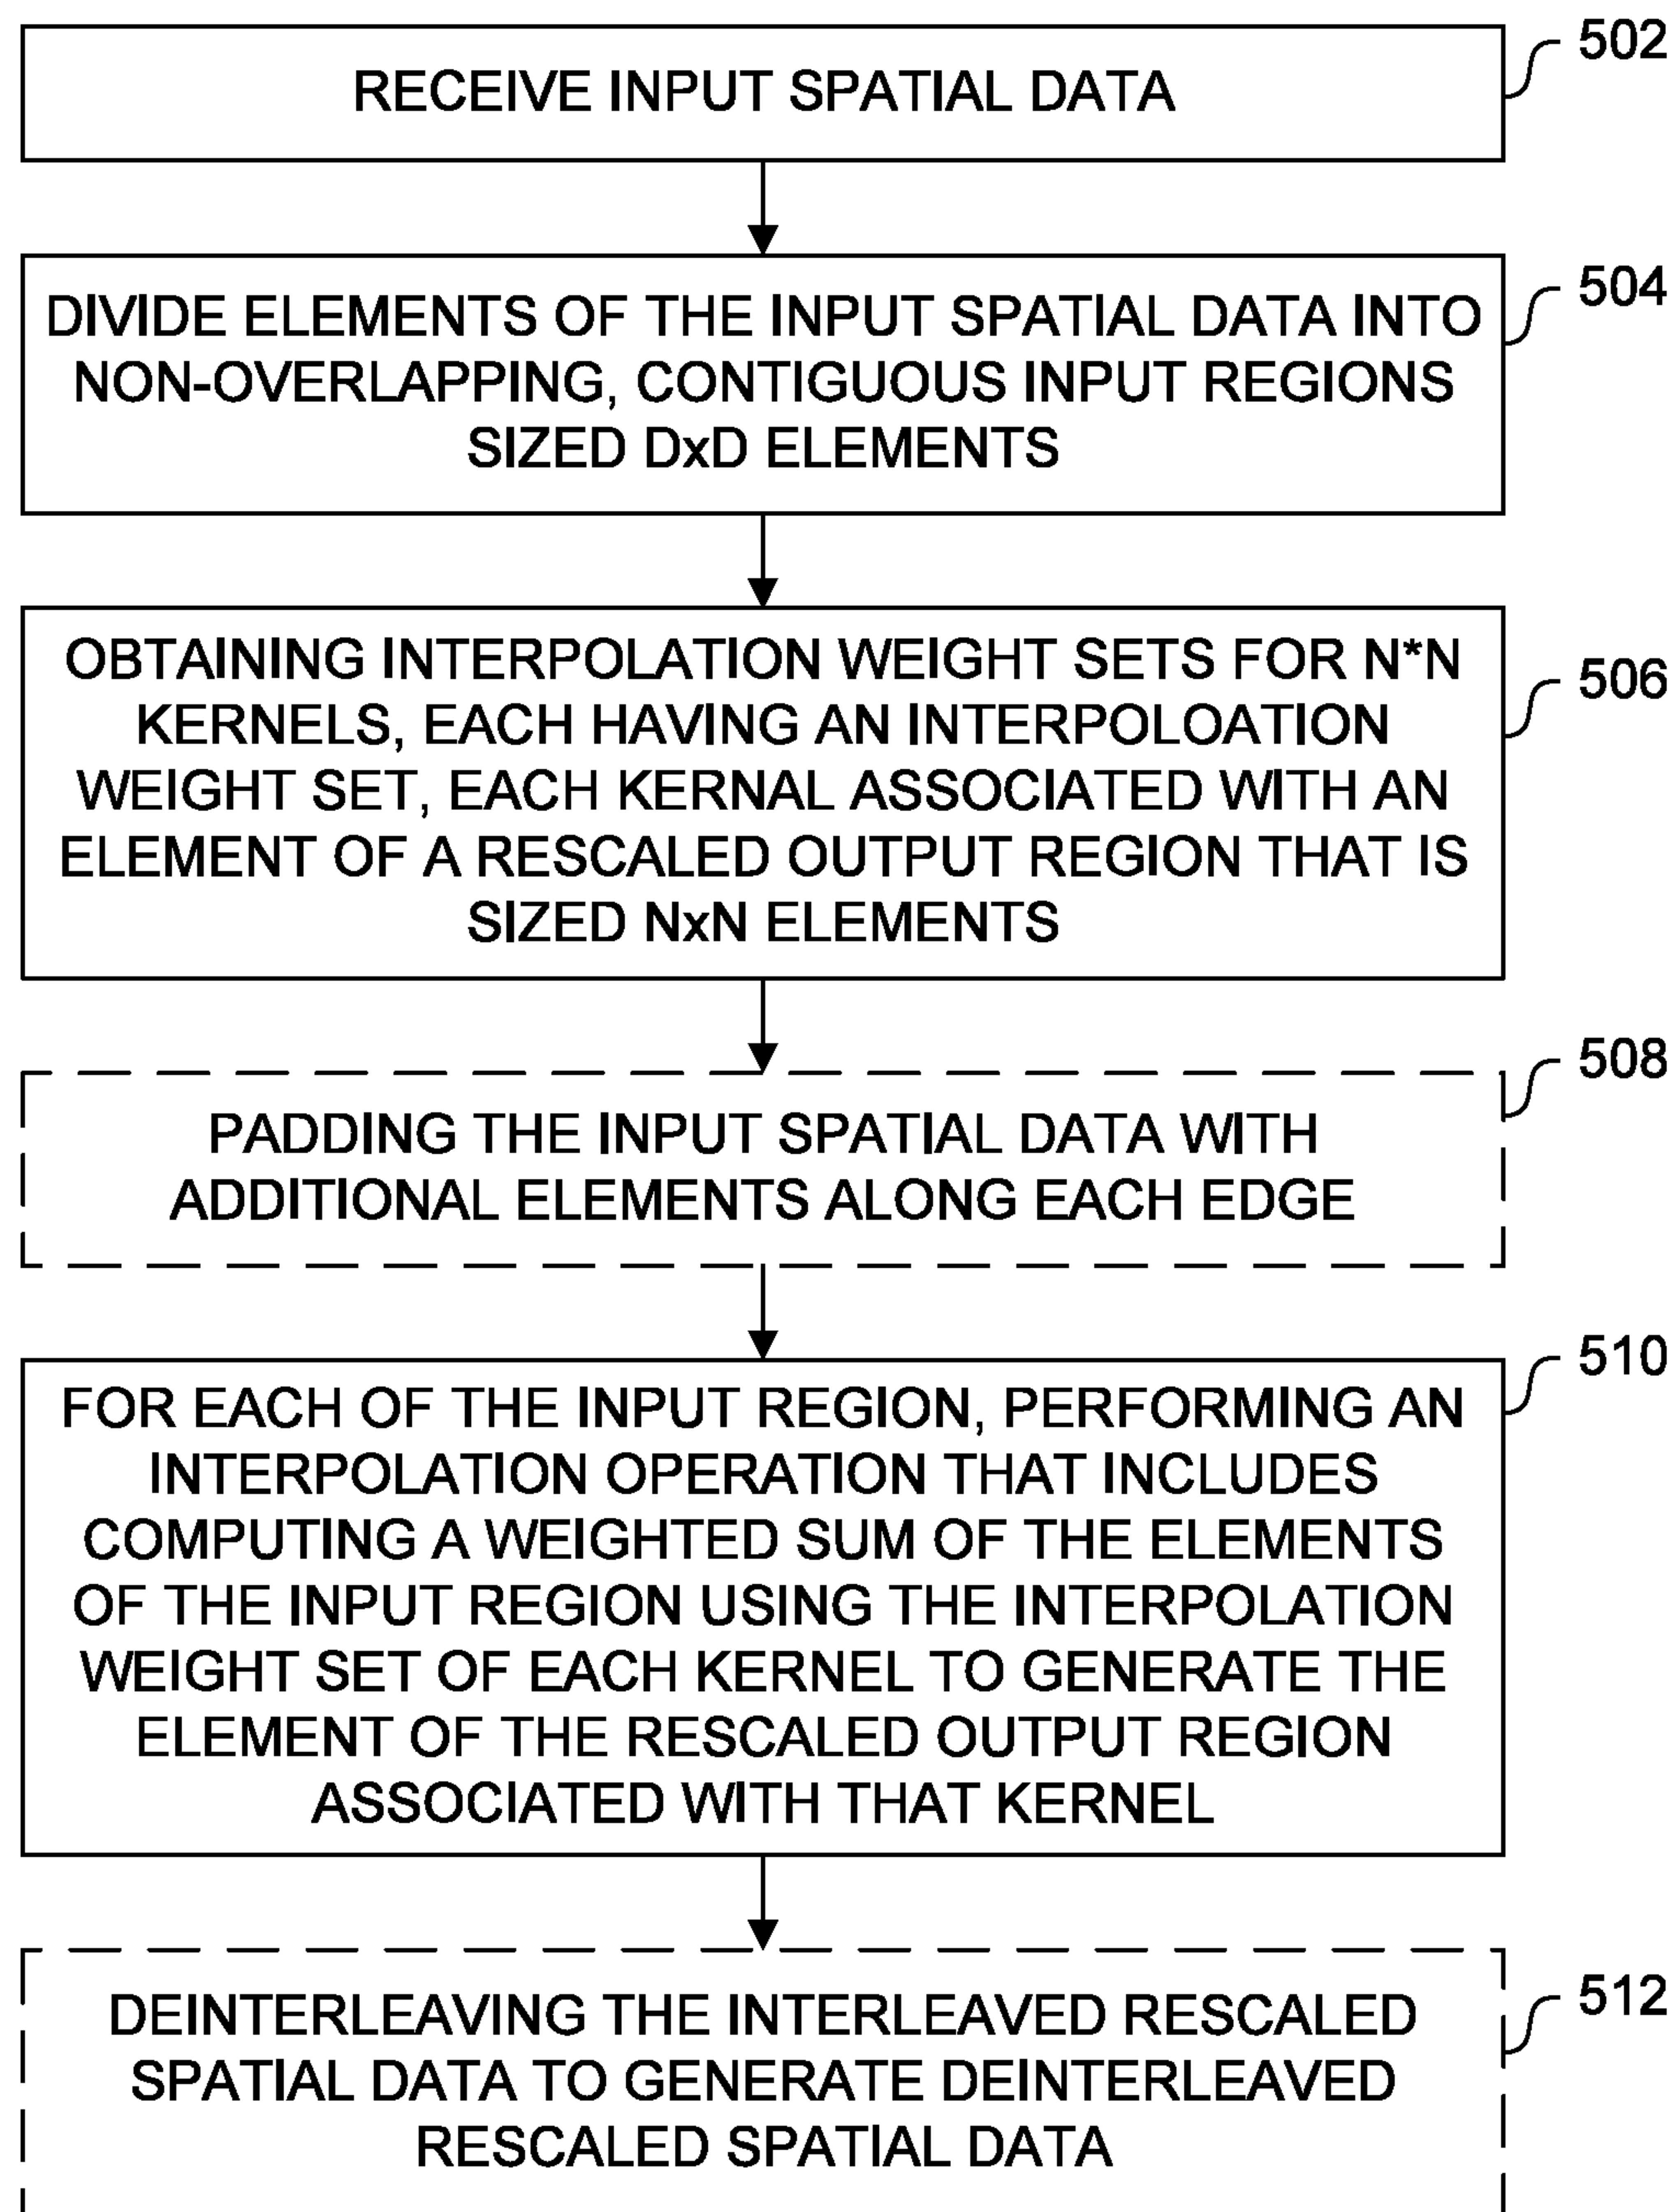 502
RECEIVE INPUT SPATIAL DATA
504
DIVIDE ELEMENTS OF THE INPUT SPATIAL DATA INTO
NON-OVERLAPPING, CONTIGUOUS INPUT REGIONS
SIZED DxD ELEMENTS
506
OBTAINING INTERPOLATION WEIGHT SETS FOR N*N
KERNELS, EACH HAVING AN INTERPOLOATION
WEIGHT SET, EACH KERNAL ASSOCIATED WITH AN
ELEMENT OF A RESCALED OUTPUT REGION THAT IS
SIZED NxN ELEMENTS
508
PADDING THE INPUT SPATIAL DATA WITH
ADDITIONAL ELEMENTS ALONG EACH EDGE
510
FOR EACH OF THE INPUT REGION, PERFORMING AN
INTERPOLATION OPERATION THAT INCLUDES
COMPUTING A WEIGHTED SUM OF THE ELEMENTS
OF THE INPUT REGION USING THE INTERPOLATION
WEIGHT SET OF EACH KERNEL TO GENERATE THE
ELEMENT OF THE RESCALED OUTPUT REGION
ASSOCIATED WITH THAT KERNEL
512
DEINTERLEAVING THE INTERLEAVED RESCALED
SPATIAL DATA TO GENERATE DEINTERLEAVED
RESCALED SPATIAL DATA